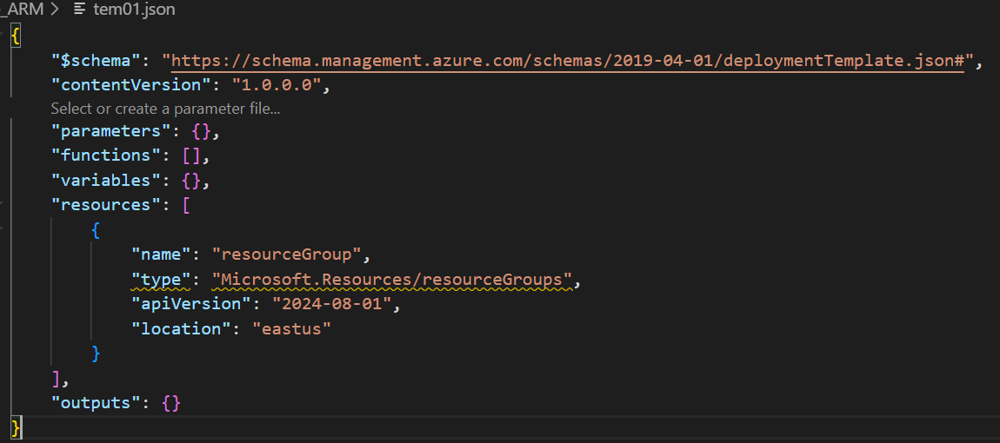 _ARM > tem01.json
{
"$schema": "https://schema.management.azure.com/schemas/2019-04-01/deploymentTemplate.json#",
"contentVersion": "1.0.0.0",
Select or create a parameter file...
"parameters": {},
"functions": [],
"variables": {},
"resources": [
{
"name": "resourceGroup",
"type": "Microsoft.Resources/resourceGroups",
"apiVersion": "2024-08-01",
"location": "eastus"
}
],
"outputs": {}
}